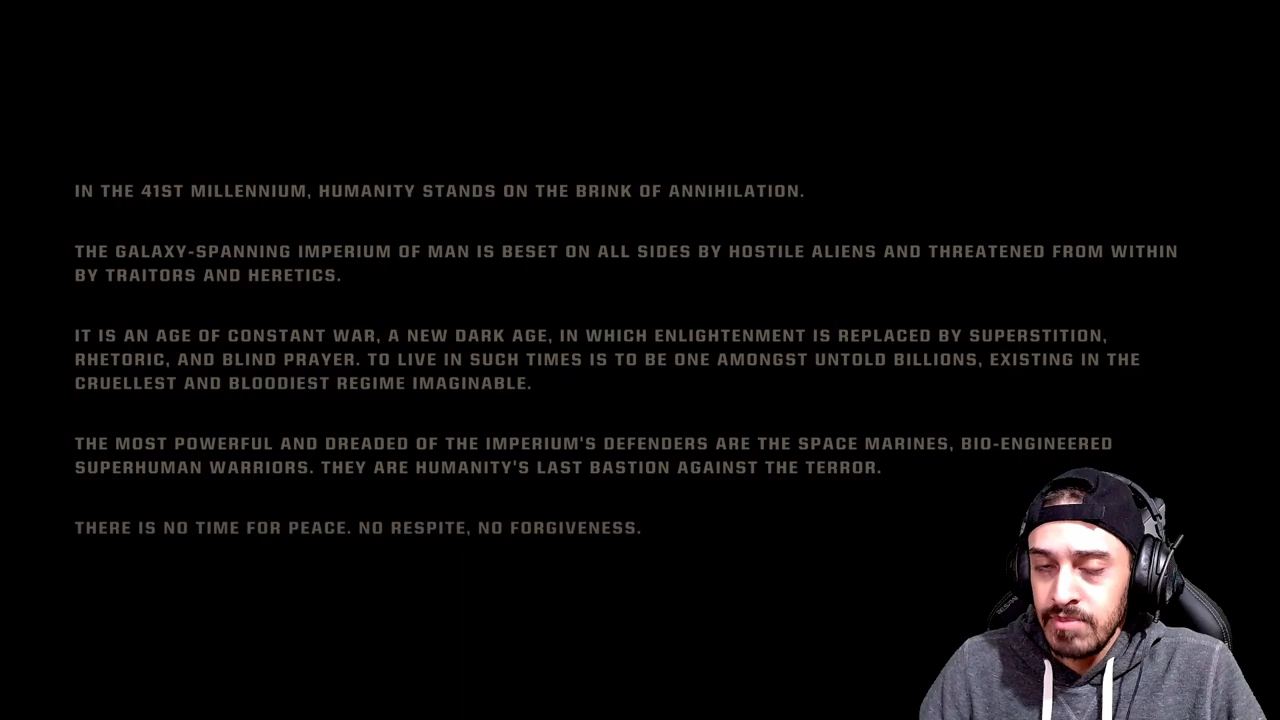 IN THE 41ST MILLENNIUM, HUMANITY STANDS ON THE BRINK OF ANNIHILATION.
THE GALAXY-SPANNING IMPERIUM OF MAN IS BESET ON ALL SIDES BY HOSTILE ALIENS AND THREATENED FROM WITHIN
BY TRAITORS AND HERETICS.
IT IS AN AGE OF CONSTANT WAR, A NEW DARK AGE, IN WHICH ENLIGHTENMENT IS REPLACED BY SUPERSTITION,
RHETORIC, AND BLIND PRAYER. TO LIVE IN SUCH TIMES IS TO BE ONE AMONGST UNTOLD BILLIONS, EXISTING IN THE
CRUELLEST AND BLOODIEST REGIME IMAGINABLE.
THE MOST POWERFUL AND DREADED OF THE IMPERIUM'S DEFENDERS ARE THE SPACE MARINES, BIO-ENGINEERED
SUPERHUMAN WARRIORS. THEY ARE HUMANITY'S LAST BASTION AGAINST THE TERROR.
THERE IS NO TIME FOR PEACE. NO RESPITE, NO FORGIVENESS.